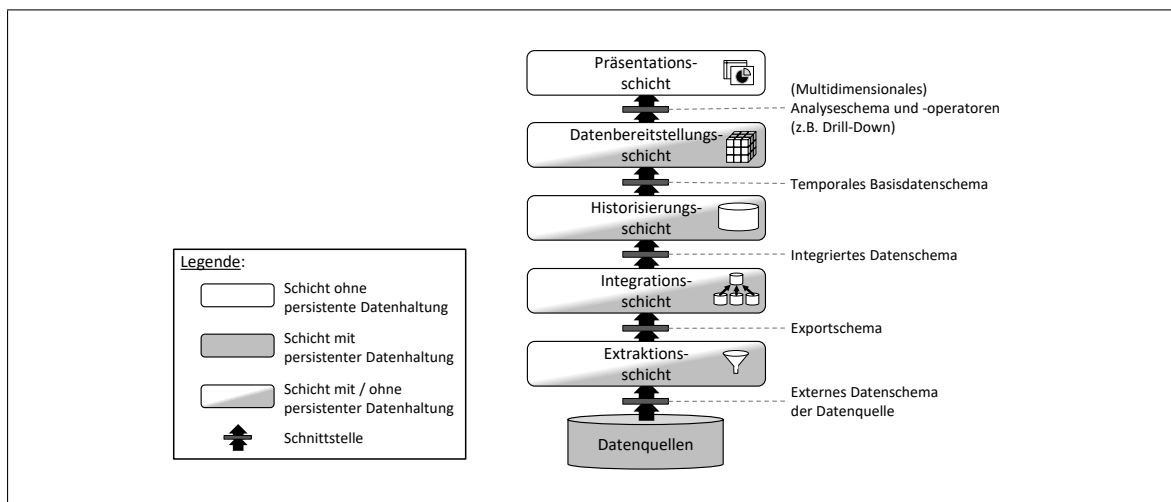 Präsentations-
schicht
(Multidimensionales)
Analyseschema und -operatoren
(z.B. Drill-Down)
Datenbereitstellungs-
schicht
Temporales Basisdatenschema
Historisierungs-
schicht
Integriertes Datenschema
Integrations-
schicht
Exportschema
Extraktions-
schicht
Externes Datenschema
der Datenquelle
Datenquellen
Legende:
Schicht ohne
persistente Datenhaltung
Schicht mit
persistenter Datenhaltung
Schicht mit / ohne
persistenter Datenhaltung
Schnittstelle